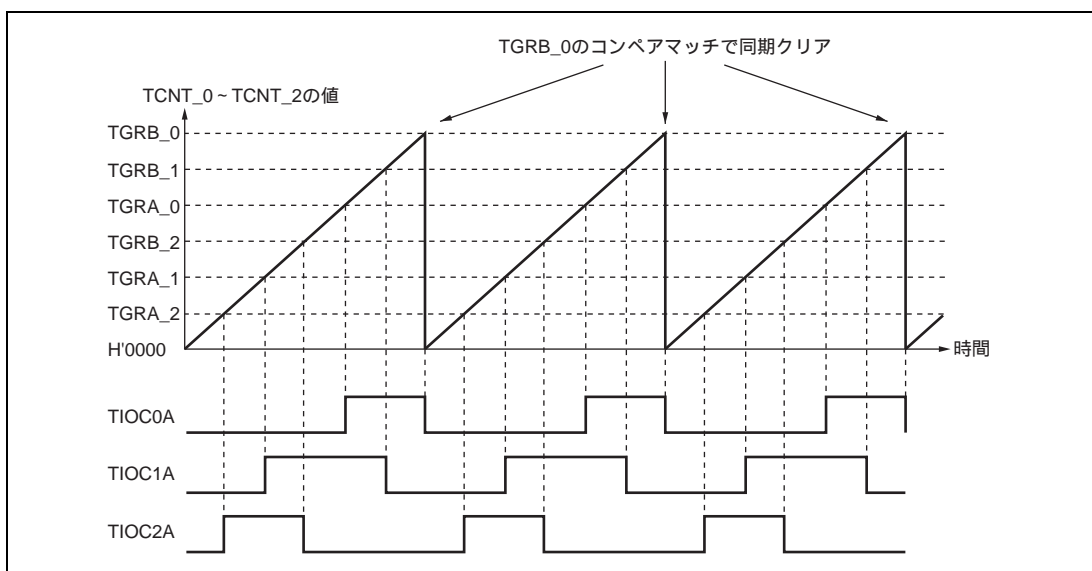 TGRB_0のコンペアマッチで同期クリア
TCNT_0~TCNT_2の値
TGRB_0
TGRB_1
TGRA_0
TGRB_2
TGRA_1
TGRA_2
H'0000
時間
TIOC0A
TIOC1A
TIOC2A